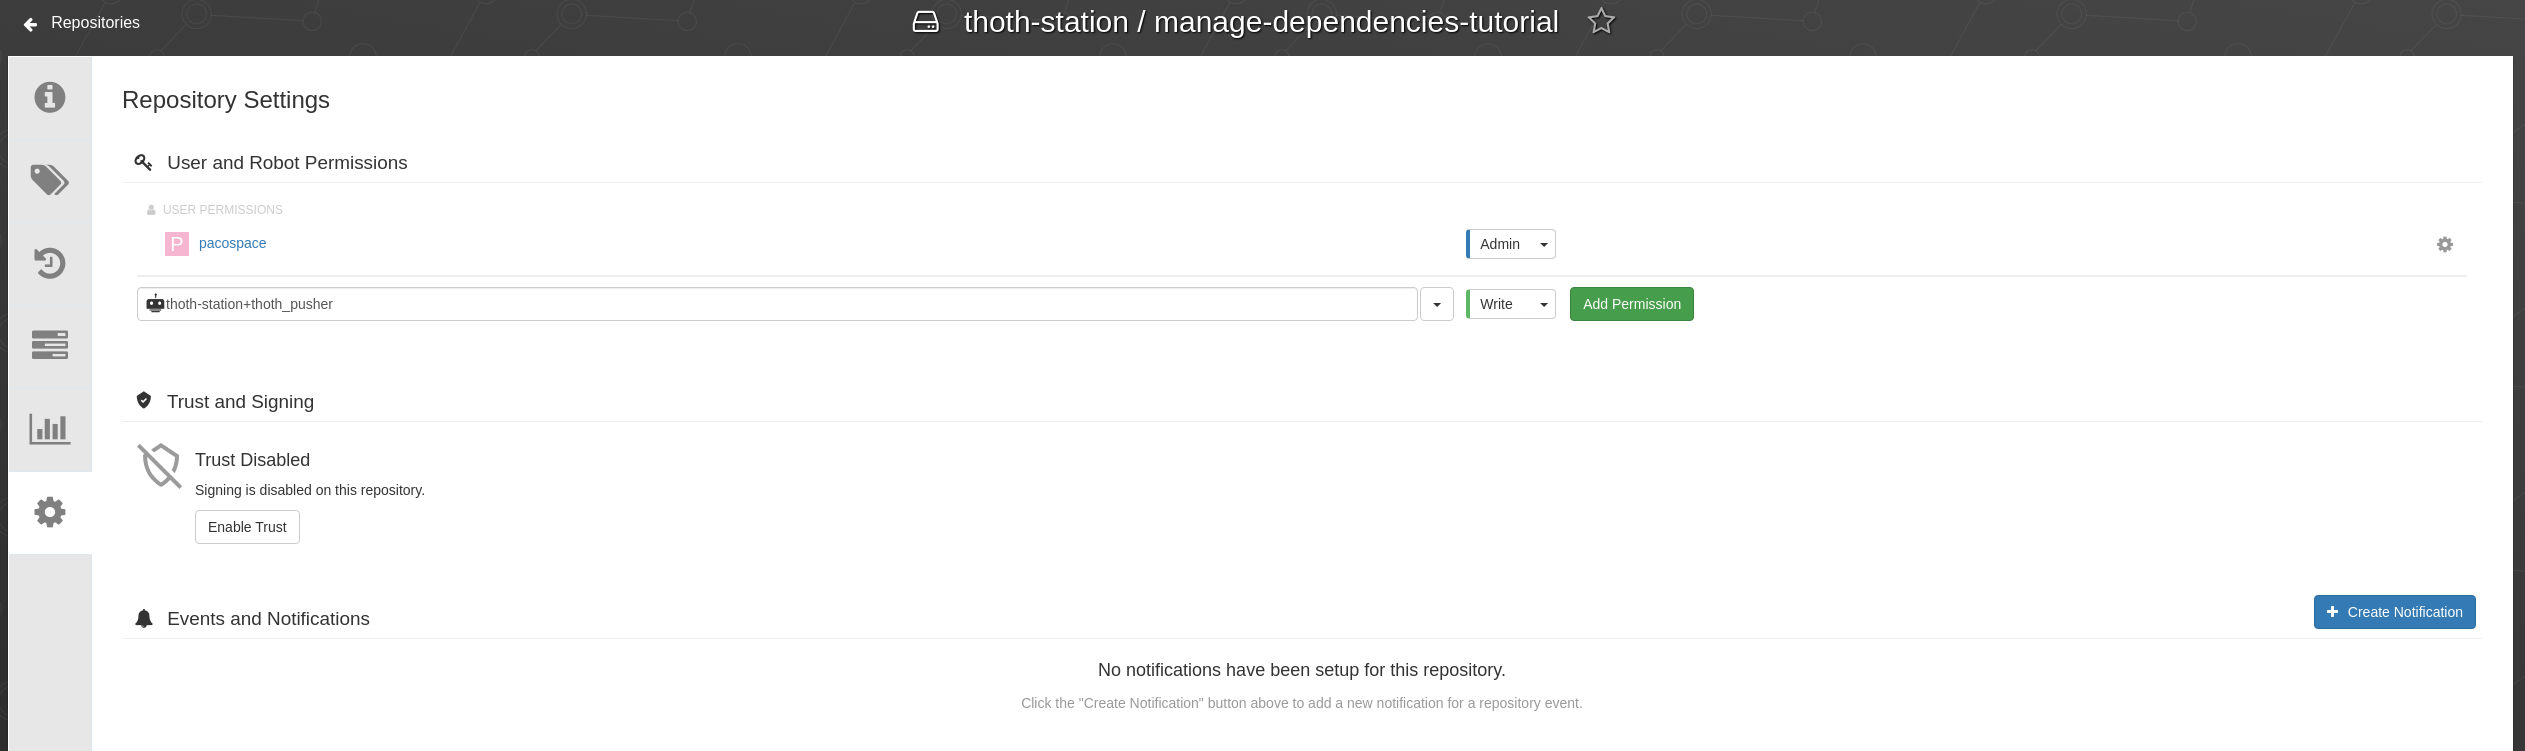 Repositories
thoth-station / manage-dependencies-tutorial
Repository Settings
User and Robot Permissions
USER PERMISSIONS
P pacospace Admin
thoth-station+thoth_pusher Write Add Permission
Trust and Signing
Trust Disabled
Signing is disabled on this repository.
Enable Trust
Events and Notifications
Create Notification
No notifications have been setup for this repository.
Click the "Create Notification" button above to add a new notification for a repository event.